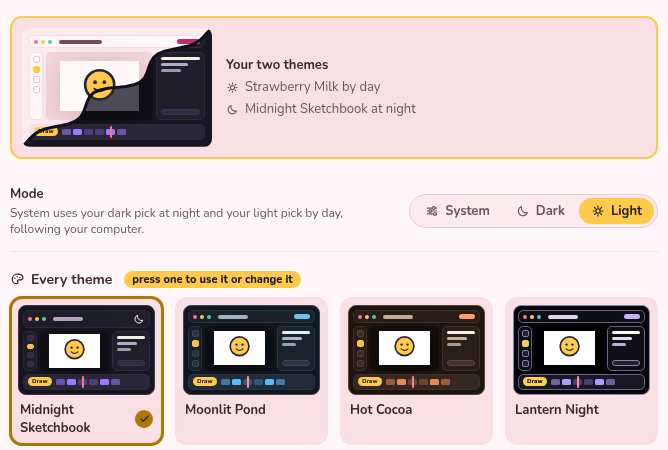 Draw
Your two themes
Strawberry Milk by day
Midnight Sketchbook at night
Mode
System uses your dark pick at night and your light pick by day,
following your computer.
System
Dark
Light
Every theme
press one to use it or change it
Draw
Midnight
Sketchbook
Draw
Moonlit Pond
Draw
Hot Cocoa
Draw
Lantern Night